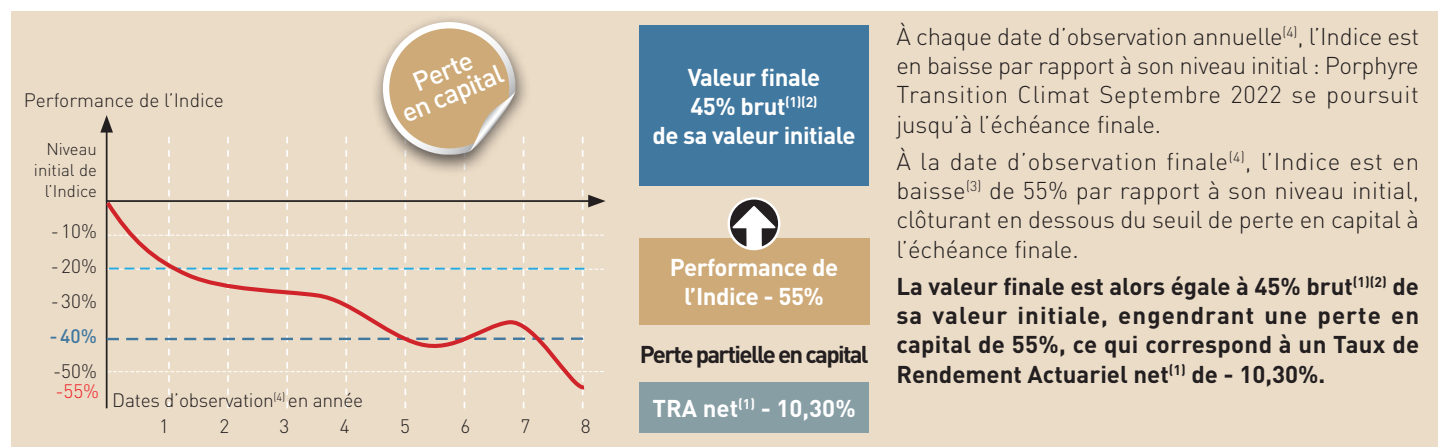 Perte
en capital
Performance de l’Indice
Niveau
initial de
l’Indice
- 10%
-20%
-30%
-40%
-50%
-55%
Dates d’observation(4) en année
1 2 3 4 5 6 7 8
Valeur finale
45% brut(1)(2)
de sa valeur initiale
Performance de
l’Indice - 55%
Perte partielle en capital
TRA net(1) - 10,30%
À chaque date d’observation annuelle(4), l’Indice est
en baisse par rapport à son niveau initial : Porphyre
Transition Climat Septembre 2022 se poursuit
jusqu’à l’échéance finale.
À la date d’observation finale(4), l’Indice est en
baisse(3) de 55% par rapport à son niveau initial,
clôturant en dessous du seuil de perte en capital à
l’échéance finale.
La valeur finale est alors égale à 45% brut(1)(2) de
sa valeur initiale, engendrant une perte en
capital de 55%, ce qui correspond à un Taux de
Rendement Actuariel net(1) de - 10,30%.